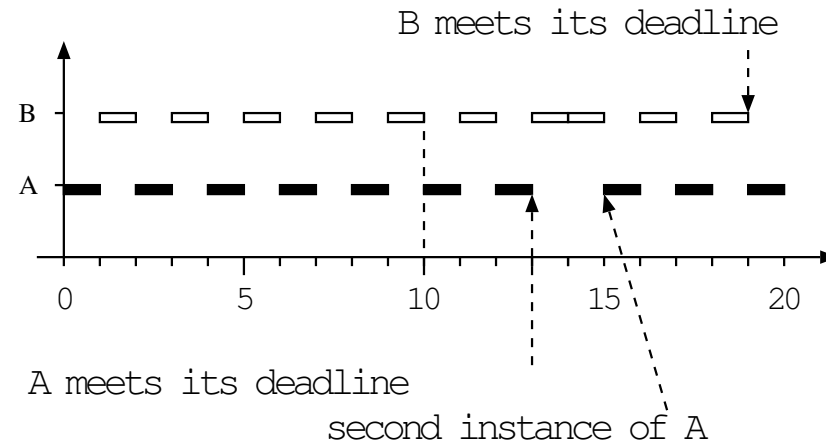 B meets its deadline
B
A
0 5 10 15 20
A meets its deadline
second instance of A